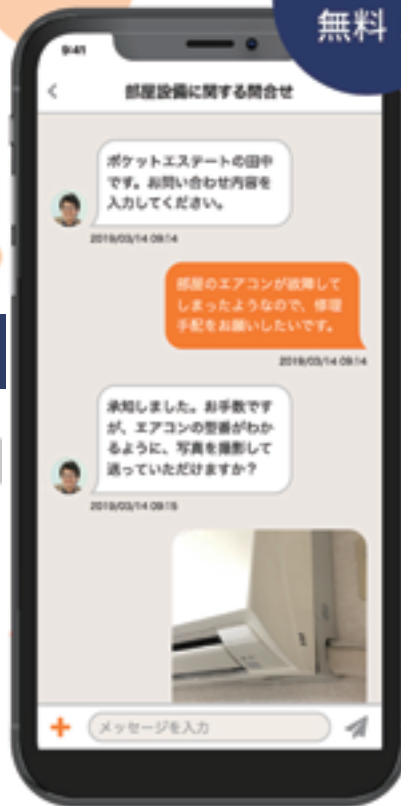 無料
9:41
部屋設備に関する問合せ
ポケットエステートの田中
です。お問い合わせ内容を
入力してください。
2019/03/14 09:14
部屋のエアコンが故障して
しまったようなので、修理
手配をお願いしたいです。
2019/03/14 09:14
承知しました。お手数です
が、エアコンの型番がわか
るように、写真を撮影して
送っていただけますか？
2019/03/14 09:15
メッセージを入力